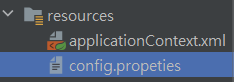 resources
applicationContext.xml
config.propeties